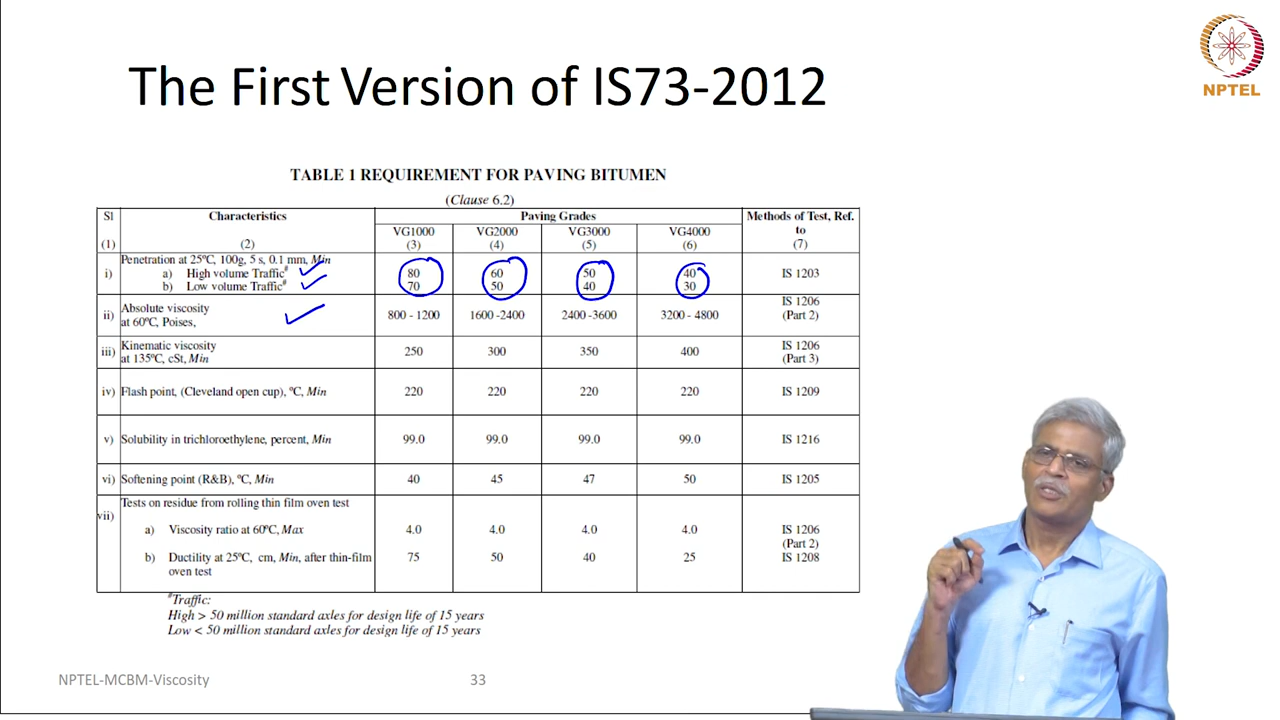 The First Version of IS73-2012
NPTEL
TABLE 1 REQUIREMENT FOR PAVING BITUMEN
(Clause 6.2)
Sl Characteristics Paving Grades Methods of Test, Ref. to
VG1000 VG2000 VG3000 VG4000
(1) (2) (3) (4) (5) (6) (7)
i) Penetration at 25ºC, 100g, 5 s, 0.1 mm, Min
a) High volume Traffic# 80 60 50 40 IS 1203
b) Low volume Traffic# 70 50 40 30
ii) Absolute viscosity at 60ºC, Poises, 800 - 1200 1600 -2400 2400 -3600 3200 - 4800 IS 1206 (Part 2)
iii) Kinematic viscosity at 135ºC, cSt, Min 250 300 350 400 IS 1206 (Part 3)
iv) Flash point, (Cleveland open cup), ºC, Min 220 220 220 220 IS 1209
v) Solubility in trichloroethylene, percent, Min 99.0 99.0 99.0 99.0 IS 1216
vi) Softening point (R&B), ºC, Min 40 45 47 50 IS 1205
vii) Tests on residue from rolling thin film oven test
a) Viscosity ratio at 60ºC, Max 4.0 4.0 4.0 4.0 IS 1206 (Part 2)
b) Ductility at 25ºC, cm, Min, after thin-film oven test 75 50 40 25 IS 1208
#Traffic:
High > 50 million standard axles for design life of 15 years
Low < 50 million standard axles for design life of 15 years
NPTEL-MCBM-Viscosity 33